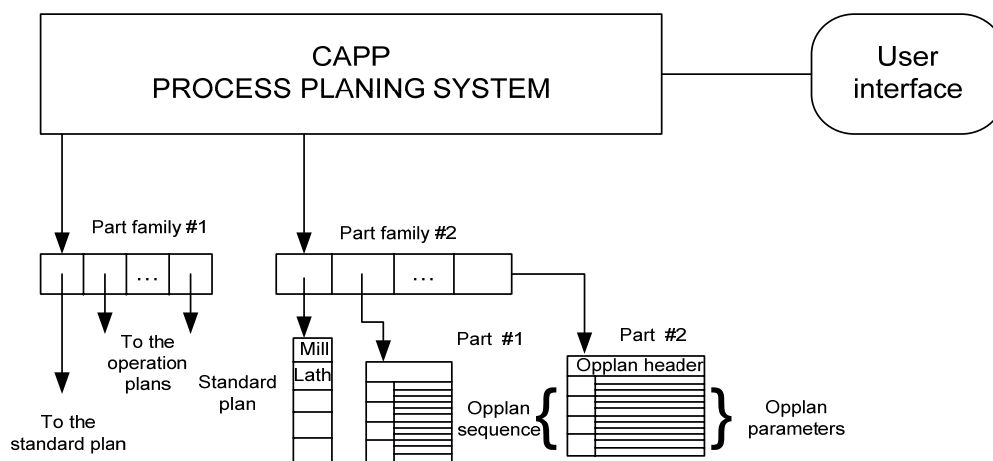 CAPP
PROCESS PLANING SYSTEM
User
interface
Part family #1
Part family #2
...
...
To the
operation plans
To the
the standard plan
Standard
plan
Mill
Lath
Part #1
Part #2
Opplan header
Opplan
sequence
Opplan
parameters